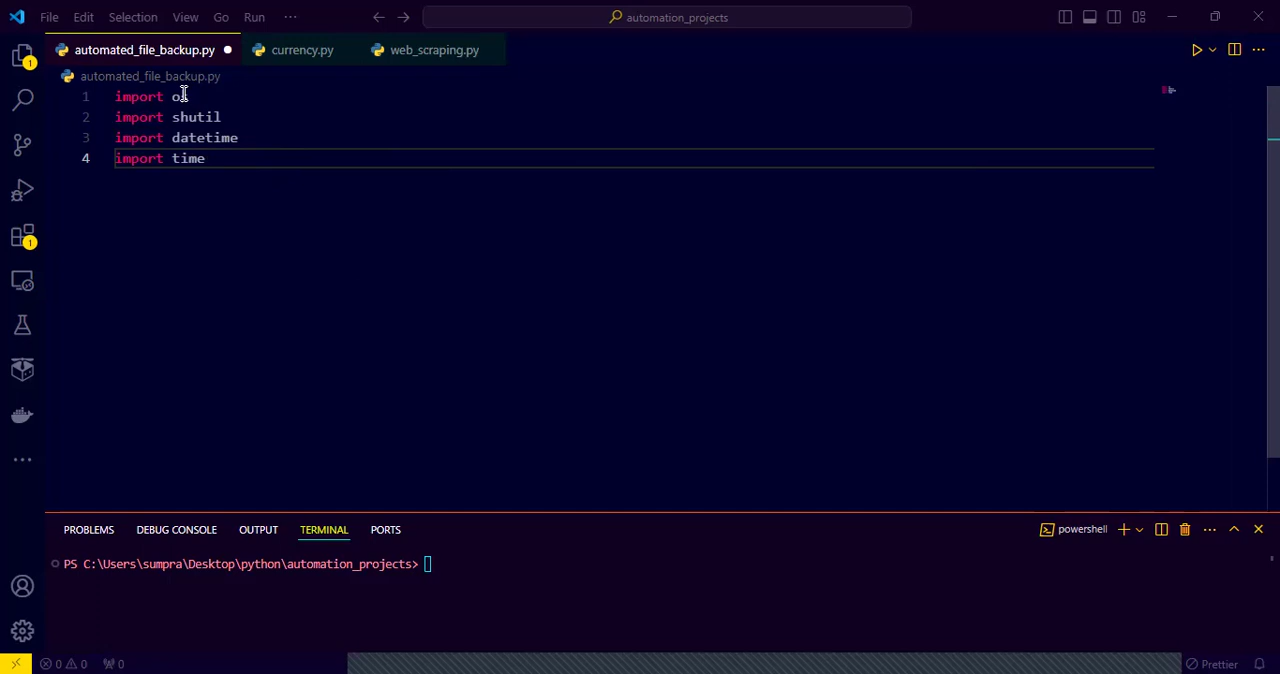 File Edit Selection View Go Run ··· automation_projects
automated_file_backup.py currency.py web_scraping.py
automated_file_backup.py
1 import os
2 import shutil
3 import datetime
4 import time
1
1
PROBLEMS DEBUG CONSOLE OUTPUT TERMINAL PORTS powershell
PS C:\Users\sumpra\Desktop\python\automation_projects>
0 0 0 Prettier